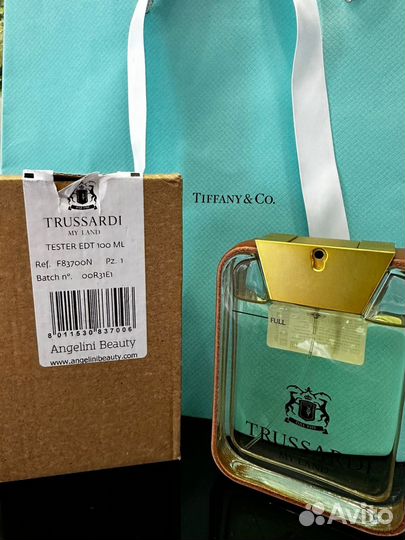 TIFFANY & CO.
TRUSSARDI
MY LAND
TESTER EDT 100 ML
Ref. F83700N Pz. 1
Batch n°. 00R31E1
8 011530 837006
Angelini Beauty
www.angelinibeauty.com
FULL
TRUSSARDI
MY LAND
Avito